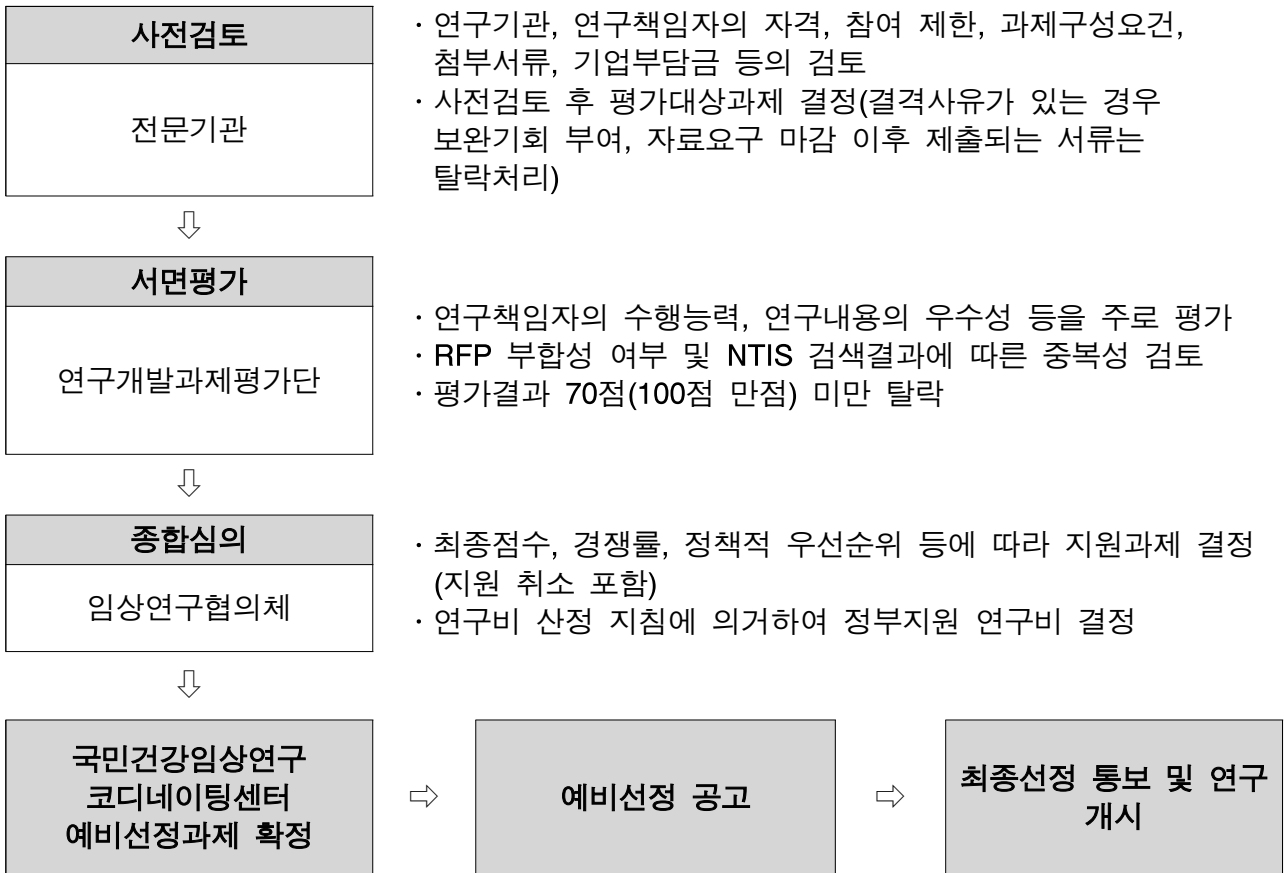 사전검토
전문기관
· 연구기관, 연구책임자의 자격, 참여 제한, 과제구성요건,
첨부서류, 기업부담금 등의 검토
· 사전검토 후 평가대상과제 결정(결격사유가 있는 경우
보완기회 부여, 자료요구 마감 이후 제출되는 서류는
탈락처리)
⇩
서면평가
연구개발과제평가단
· 연구책임자의 수행능력, 연구내용의 우수성 등을 주로 평가
· RFP 부합성 여부 및 NTIS 검색결과에 따른 중복성 검토
· 평가결과 70점(100점 만점) 미만 탈락
⇩
종합심의
임상연구협의체
· 최종점수, 경쟁률, 정책적 우선순위 등에 따라 지원과제 결정
(지원 취소 포함)
· 연구비 산정 지침에 의거하여 정부지원 연구비 결정
⇩
국민건강임상연구
코디네이팅센터
예비선정과제 확정
⇨
예비선정 공고
⇨
최종선정 통보 및 연구
개시